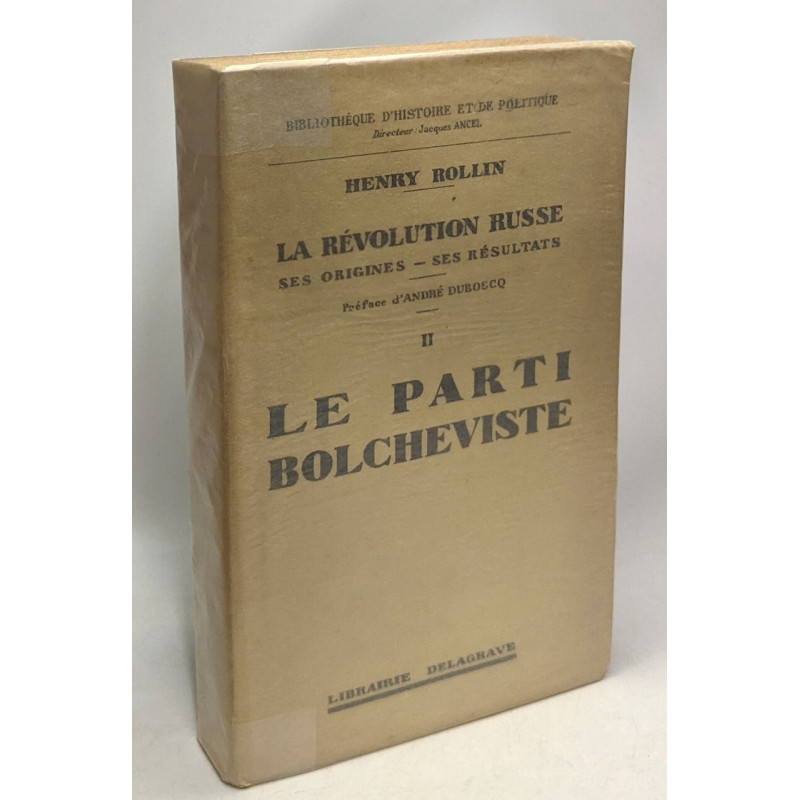 BIBLIOTHÈQUE D'HISTOIRE ET DE POLITIQUE
Directeur : Jacques ANCEL
HENRY ROLLIN
LA RÉVOLUTION RUSSE
SES ORIGINES — SES RÉSULTATS
Préface d'ANDRÉ DUBOSCQ
II
LE PARTI
BOLCHEVISTE
LIBRAIRIE DELAGRAVE